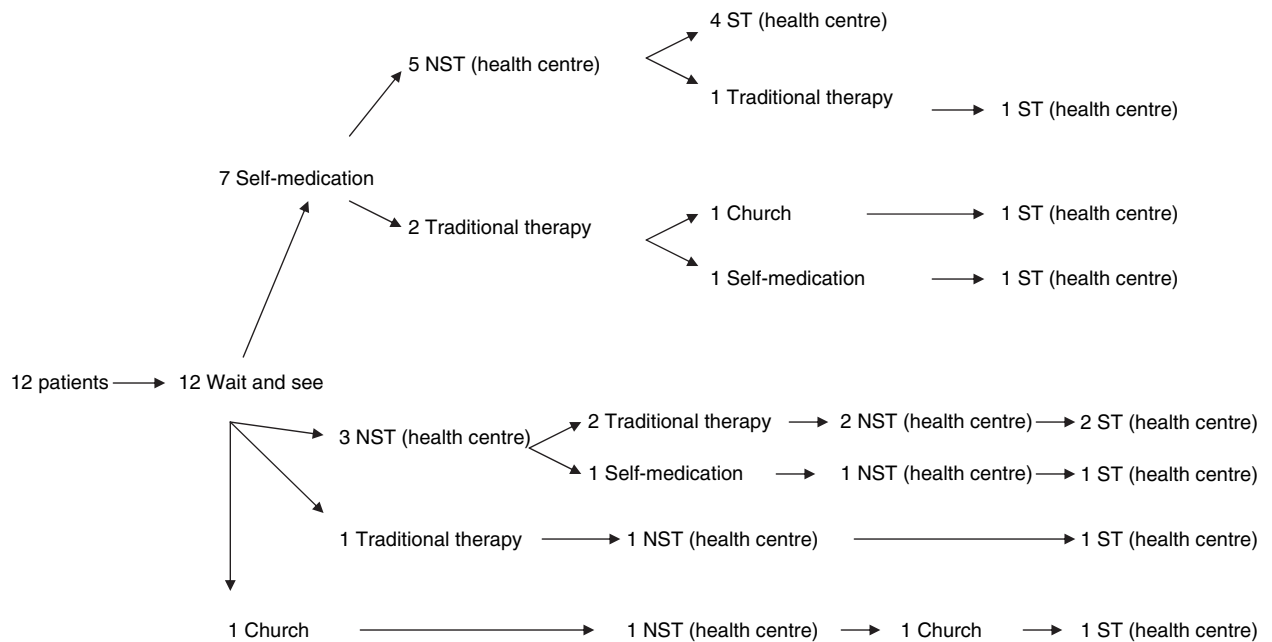 4 ST (health centre)
5 NST (health centre)
1 Traditional therapy
1 ST (health centre)
7 Self-medication
2 Traditional therapy
1 Church
1 ST (health centre)
1 Self-medication
1 ST (health centre)
12 patients
12 Wait and see
3 NST (health centre)
2 Traditional therapy
2 NST (health centre)
2 ST (health centre)
1 Self-medication
1 NST (health centre)
1 ST (health centre)
1 Traditional therapy
1 NST (health centre)
1 ST (health centre)
1 Church
1 NST (health centre)
1 Church
1 ST (health centre)